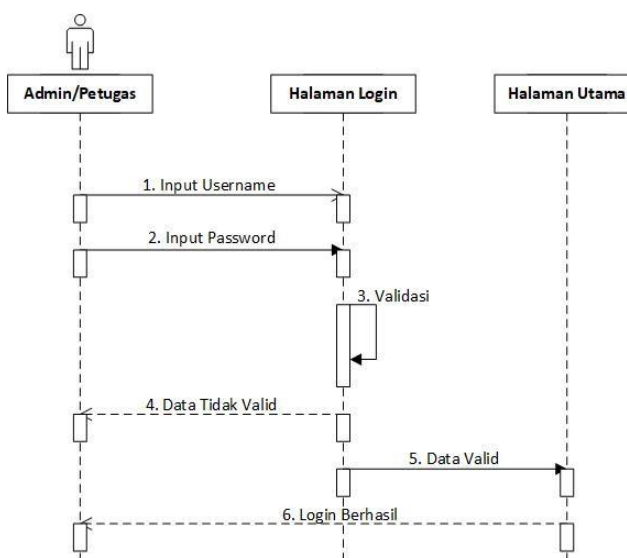 Admin/Petugas
Halaman Login
Halaman Utama
1. Input Username
2. Input Password
3. Validasi
4. Data Tidak Valid
5. Data Valid
6. Login Berhasil